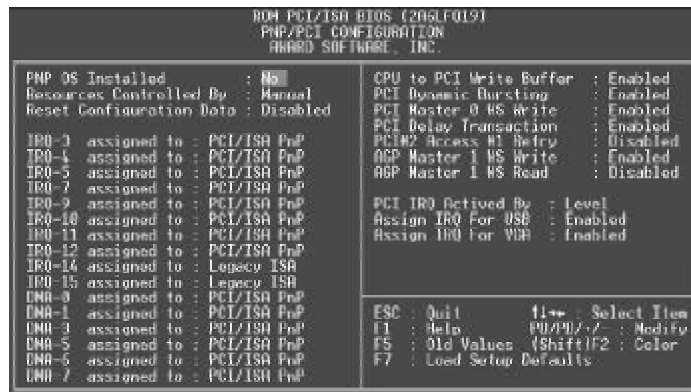 ROM PCI/ISA BIOS (2A6LF019)
PNP/PCI CONFIGURATION
AWARD SOFTWARE, INC.
PNP OS Installed : No
Resources Controlled By : Manual
Reset Configuration Data : Disabled
IRQ-3 assigned to : PCI/ISA PnP
IRQ-4 assigned to : PCI/ISA PnP
IRQ-5 assigned to : PCI/ISA PnP
IRQ-7 assigned to : PCI/ISA PnP
IRQ-9 assigned to : PCI/ISA PnP
IRQ-10 assigned to : PCI/ISA PnP
IRQ-11 assigned to : PCI/ISA PnP
IRQ-12 assigned to : PCI/ISA PnP
IRQ-14 assigned to : Legacy ISA
IRQ-15 assigned to : Legacy ISA
DMA-0 assigned to : PCI/ISA PnP
DMA-1 assigned to : PCI/ISA PnP
DMA-3 assigned to : PCI/ISA PnP
DMA-5 assigned to : PCI/ISA PnP
DMA-6 assigned to : PCI/ISA PnP
DMA-7 assigned to : PCI/ISA PnP
CPU to PCI Write Buffer : Enabled
PCI Dynamic Bursting : Enabled
PCI Master 0 WS Write : Enabled
PCI Delay Transaction : Enabled
PCI#2 Access #1 Retry : Disabled
AGP Master 1 WS Write : Enabled
AGP Master 1 WS Read : Disabled
PCI IRQ Actived By : Level
Assign IRQ For USB : Enabled
Assign IRQ For VGA : Enabled
ESC : Quit ↑↓→← : Select Item
F1 : Help PU/PD/+/- : Modify
F5 : Old Values (Shift)F2 : Color
F7 : Load Setup Defaults